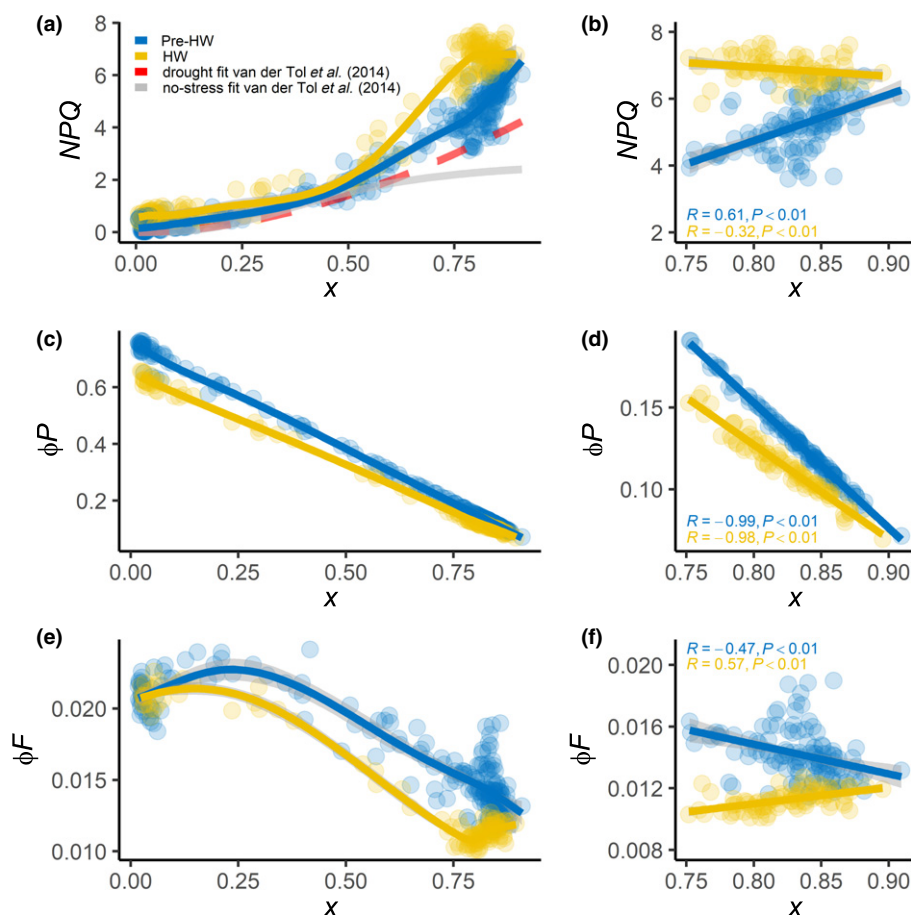 (a)
8
6
4
2
0
NPQ
Pre-HW
HW
drought fit van der Tol et al. (2014)
no-stress fit van der Tol et al. (2014)
0.00 0.25 0.50 0.75
x
(b)
8
6
4
2
NPQ
R = 0.61, P < 0.01
R = −0.32, P < 0.01
0.75 0.80 0.85 0.90
x
(c)
0.6
0.4
0.2
ϕP
0.00 0.25 0.50 0.75
x
(d)
0.15
0.10
ϕP
R = −0.99, P < 0.01
R = −0.98, P < 0.01
0.75 0.80 0.85 0.90
x
(e)
0.020
0.015
0.010
ϕF
0.00 0.25 0.50 0.75
x
(f)
R = −0.47, P < 0.01
R = 0.57, P < 0.01
0.020
0.016
0.012
0.008
ϕF
0.75 0.80 0.85 0.90
x